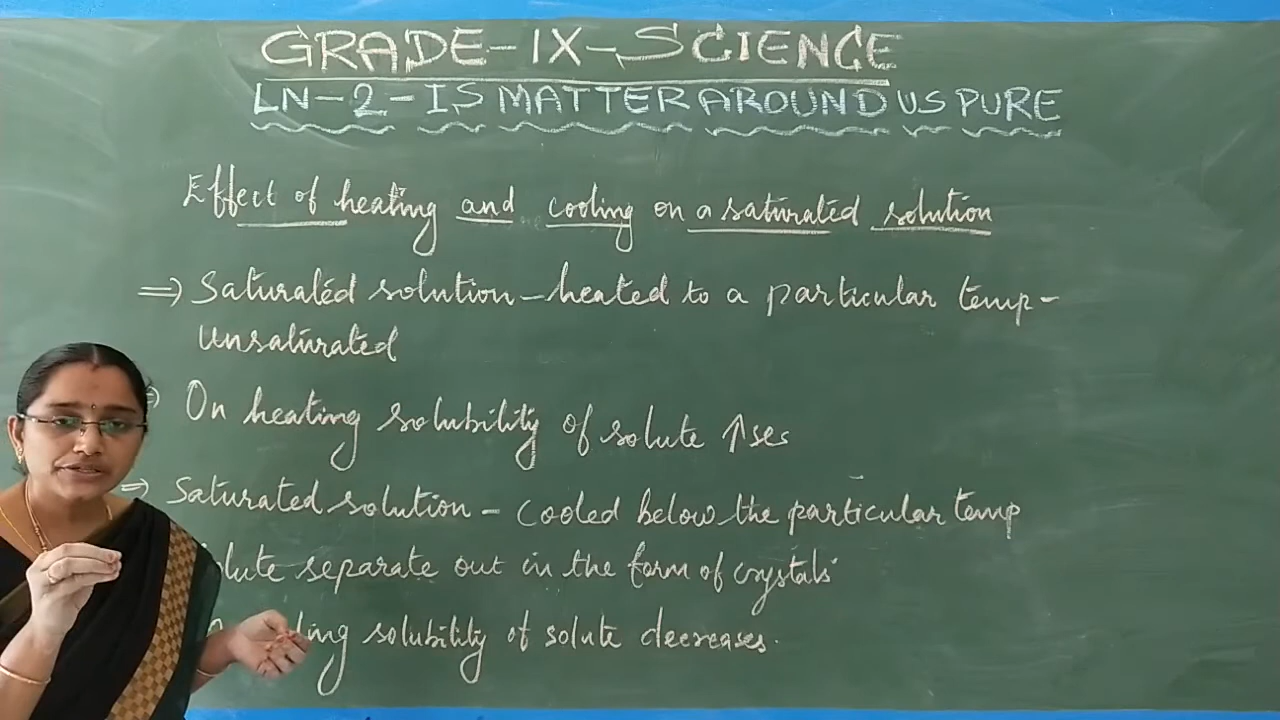 GRADE-IX-SCIENCE
LN-2-IS MATTER AROUND US PURE
Effect of heating and cooling on a saturated solution
⇒ Saturated solution - heated to a particular temp-
unsaturated
⇒ On heating solubility of solute ↑ses
⇒ Saturated solution - cooled below the particular temp
separate out in the form of crystals
solubility of solute decreases.